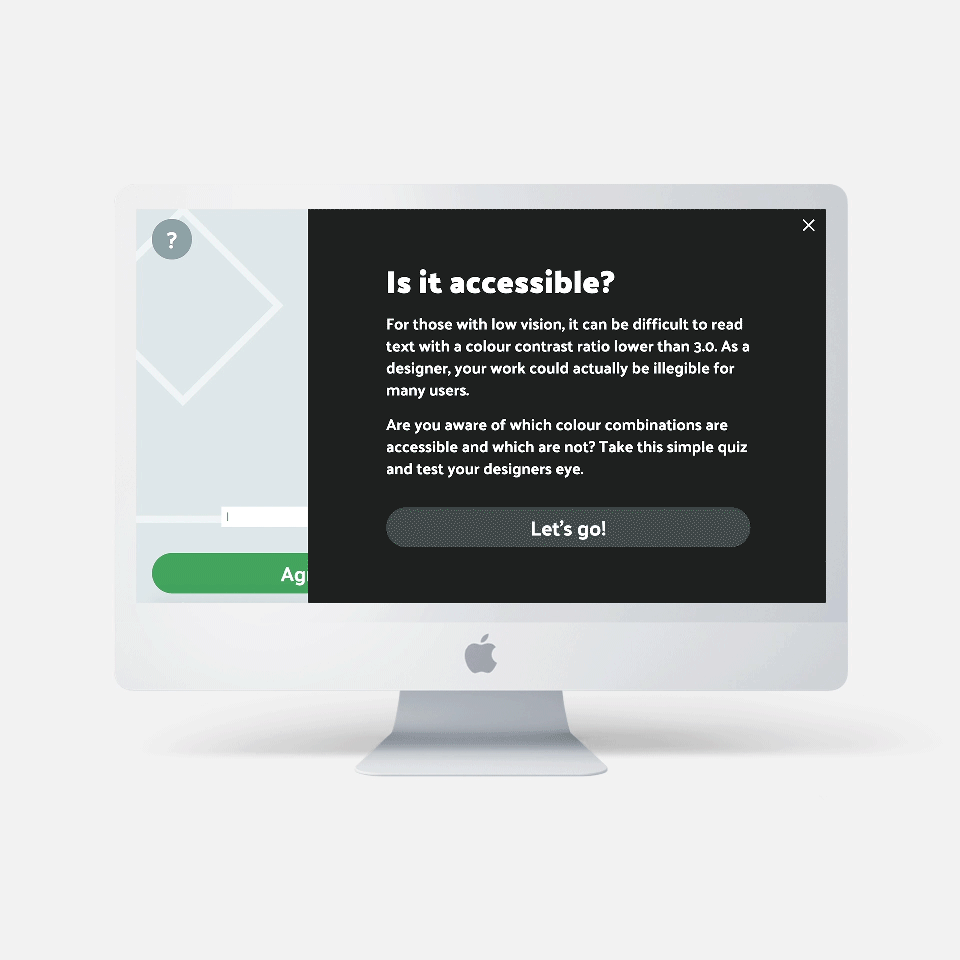 ?
Is it accessible?
For those with low vision, it can be difficult to read
text with a colour contrast ratio lower than 3.0. As a
designer, your work could actually be illegible for
many users.
Are you aware of which colour combinations are
accessible and which are not? Take this simple quiz
and test your designers eye.
Let's go!